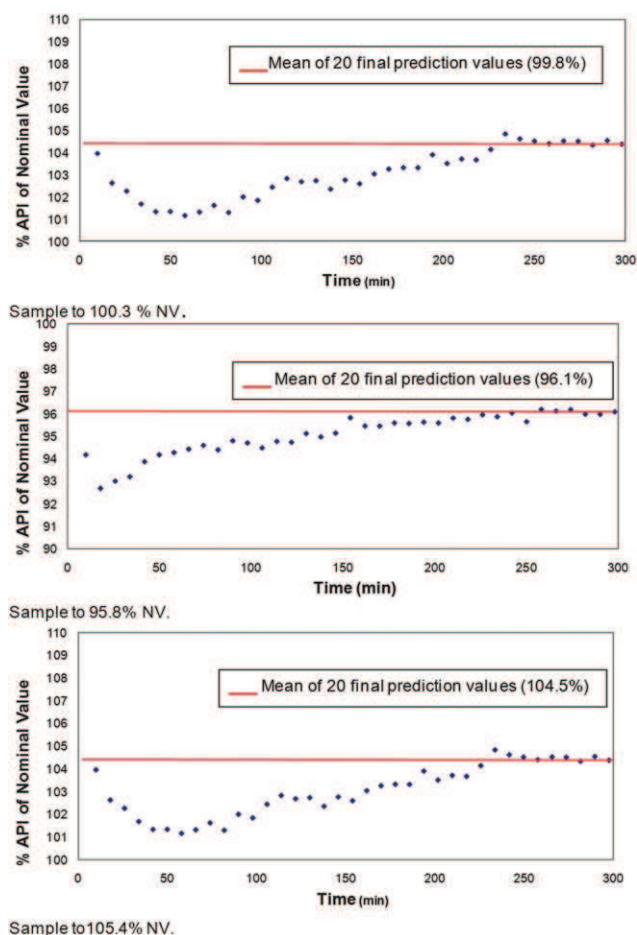 110
109
108
107
106
105
104
103
102
101
100
% API of Nominal Value
Mean of 20 final prediction values (99.8%)
0 50 100 150 200 250 300
Time (min)
Sample to 100.3 % NV.
100
99
98
97
96
95
94
93
92
91
90
% API of Nominal Value
Mean of 20 final prediction values (96.1%)
0 50 100 150 200 250 300
Time (min)
Sample to 95.8% NV.
110
109
108
107
106
105
104
103
102
101
100
% API of Nominal Value
Mean of 20 final prediction values (104.5%)
0 50 100 150 200 250 300
Time (min)
Sample to105.4% NV.